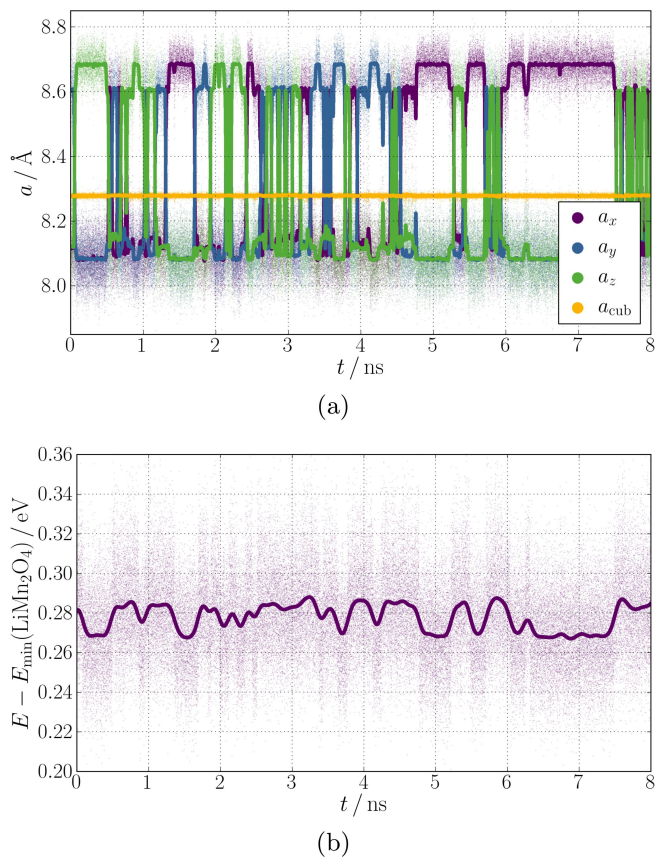 8.8
8.6
8.4
8.2
8.0
a / Å
a_x
a_y
a_z
a_cub
0 1 2 3 4 5 6 7 8
t / ns
(a)
0.36
0.34
0.32
0.30
0.28
0.26
0.24
0.22
0.20
E − E_min(LiMn_2O_4) / eV
0 1 2 3 4 5 6 7 8
t / ns
(b)